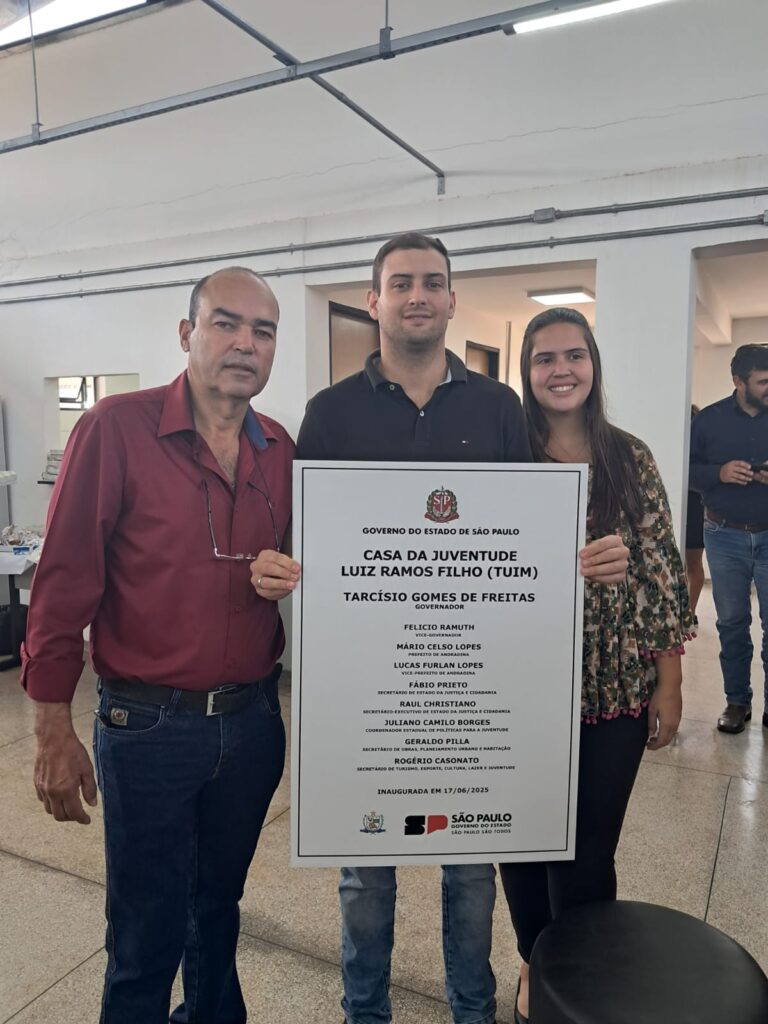 SP
GOVERNO DO ESTADO DE SÃO PAULO
CASA DA JUVENTUDE
LUIZ RAMOS FILHO (TUIM)
TARCÍSIO GOMES DE FREITAS
GOVERNADOR
FELICIO RAMUTH
VICE-GOVERNADOR
MÁRIO CELSO LOPES
PREFEITO DE ANDRADINA
LUCAS FURLAN LOPES
VICE-PREFEITO DE ANDRADINA
FÁBIO PRIETO
SECRETÁRIO DE ESTADO DA JUSTIÇA E CIDADANIA
RAUL CHRISTIANO
SECRETÁRIO-EXECUTIVO DE ESTADO DA JUSTIÇA E CIDADANIA
JULIANO CAMILO BORGES
COORDENADOR ESTADUAL DE POLÍTICAS PARA A JUVENTUDE
GERALDO PILLA
SECRETÁRIO DE OBRAS, PLANEJAMENTO URBANO E HABITAÇÃO
ROGÉRIO CASONATO
SECRETÁRIO DE TURISMO, ESPORTE, CULTURA, LAZER E JUVENTUDE
INAUGURADA EM 17/06/2025
SP SÃO PAULO
GOVERNO DO ESTADO
SÃO PAULO SÃO TODOS